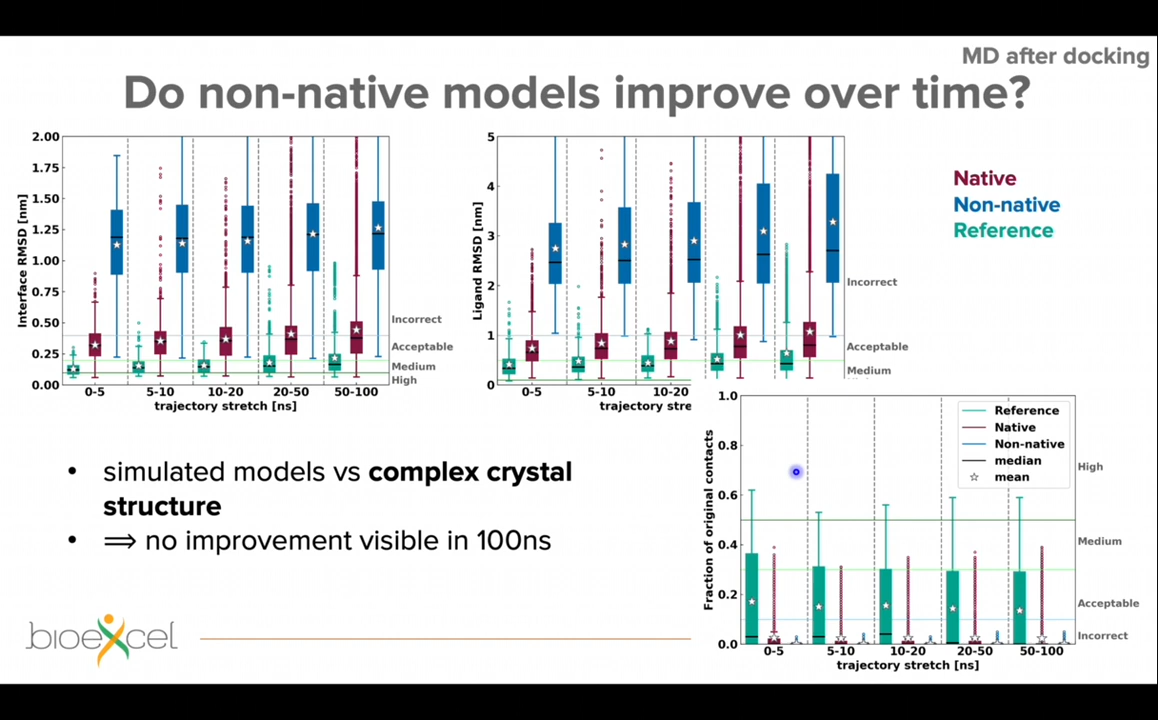 MD after docking
Do non-native models improve over time?
2.00
1.75
1.50
1.25
1.00
0.75
0.50
0.25
0.00
Interface RMSD [nm]
0-5
5-10
10-20
20-50
50-100
trajectory stretch [ns]
Incorrect
Acceptable
Medium
High
5
4
3
2
1
0
Ligand RMSD [nm]
0-5
5-10
10-20
trajectory stre
Incorrect
Acceptable
Medium
Native
Non-native
Reference
• simulated models vs complex crystal
structure
• ⟹ no improvement visible in 100ns
1.0
0.8
0.6
0.4
0.2
0.0
Fraction of original contacts
Reference
Native
Non-native
median
mean
High
Medium
Acceptable
Incorrect
0-5
5-10
10-20
20-50
50-100
trajectory stretch [ns]
bioexcel